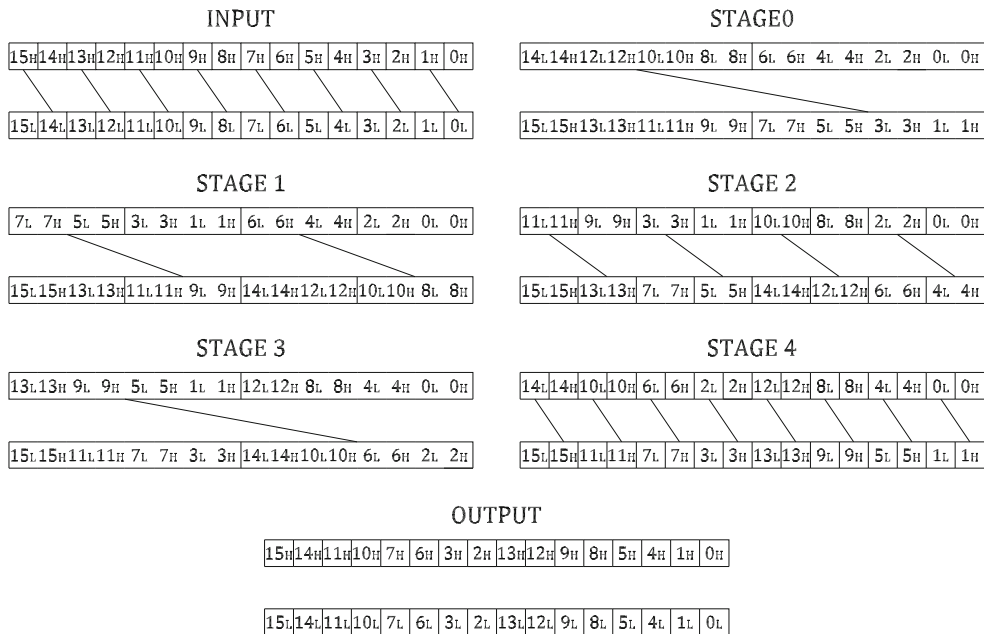 INPUT
15H 14H 13H 12H 11H 10H 9H 8H 7H 6H 5H 4H 3H 2H 1H 0H
15L 14L 13L 12L 11L 10L 9L 8L 7L 6L 5L 4L 3L 2L 1L 0L
STAGE0
14L 14H 12L 12H 10L 10H 8L 8H 6L 6H 4L 4H 2L 2H 0L 0H
15L 15H 13L 13H 11L 11H 9L 9H 7L 7H 5L 5H 3L 3H 1L 1H
STAGE 1
7L 7H 5L 5H 3L 3H 1L 1H 6L 6H 4L 4H 2L 2H 0L 0H
15L 15H 13L 13H 11L 11H 9L 9H 14L 14H 12L 12H 10L 10H 8L 8H
STAGE 2
11L 11H 9L 9H 3L 3H 1L 1H 10L 10H 8L 8H 2L 2H 0L 0H
15L 15H 13L 13H 7L 7H 5L 5H 14L 14H 12L 12H 6L 6H 4L 4H
STAGE 3
13L 13H 9L 9H 5L 5H 1L 1H 12L 12H 8L 8H 4L 4H 0L 0H
15L 15H 11L 11H 7L 7H 3L 3H 14L 14H 10L 10H 6L 6H 2L 2H
STAGE 4
14L 14H 10L 10H 6L 6H 2L 2H 12L 12H 8L 8H 4L 4H 0L 0H
15L 15H 11L 11H 7L 7H 3L 3H 13L 13H 9L 9H 5L 5H 1L 1H
OUTPUT
15H 14H 11H 10H 7H 6H 3H 2H 13H 12H 9H 8H 5H 4H 1H 0H
15L 14L 11L 10L 7L 6L 3L 2L 13L 12L 9L 8L 5L 4L 1L 0L